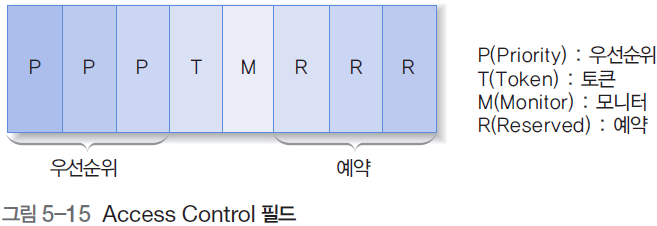 P P P T M R R R
우선순위 예약
P(Priority) : 우선순위
T(Token) : 토큰
M(Monitor) : 모니터
R(Reserved) : 예약
그림 5-15 Access Control 필드